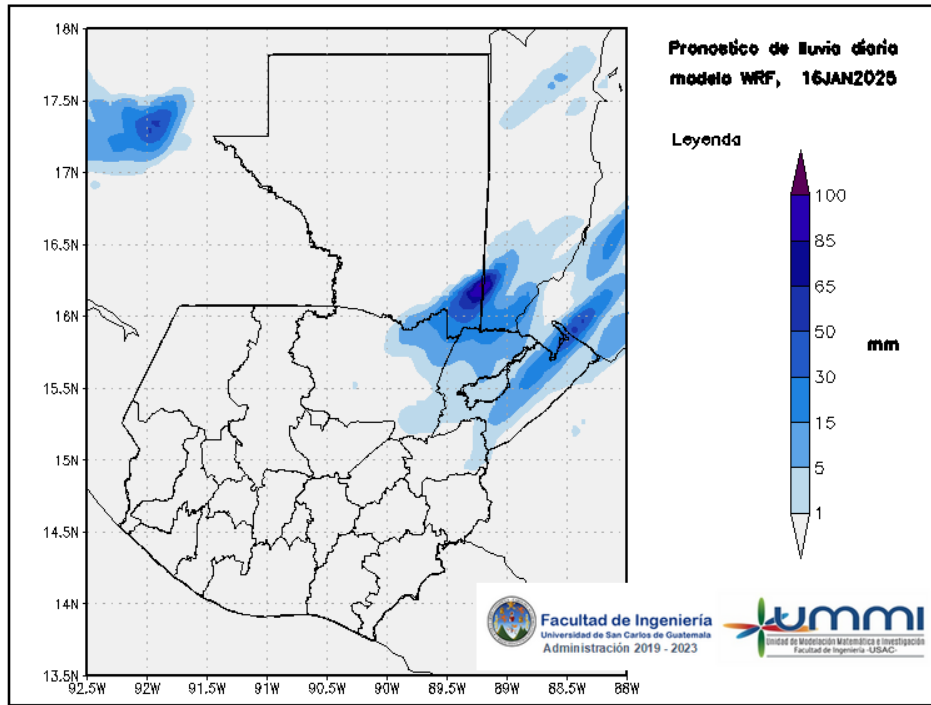 Pronostico de lluvia diaria
modelo WRF, 16JAN2025
Leyenda
100
85
65
50
30
15
5
1
mm
18N
17.5N
17N
16.5N
16N
15.5N
15N
14.5N
14N
13.5N
92.5W
92W
91.5W
91W
90.5W
90W
89.5W
89W
88.5W
88W
Facultad de Ingeniería
Universidad de San Carlos de Guatemala
Administración 2019 - 2023
UMMI
Unidad de Modelación Matemática e Investigación
Facultad de Ingeniería -USAC-